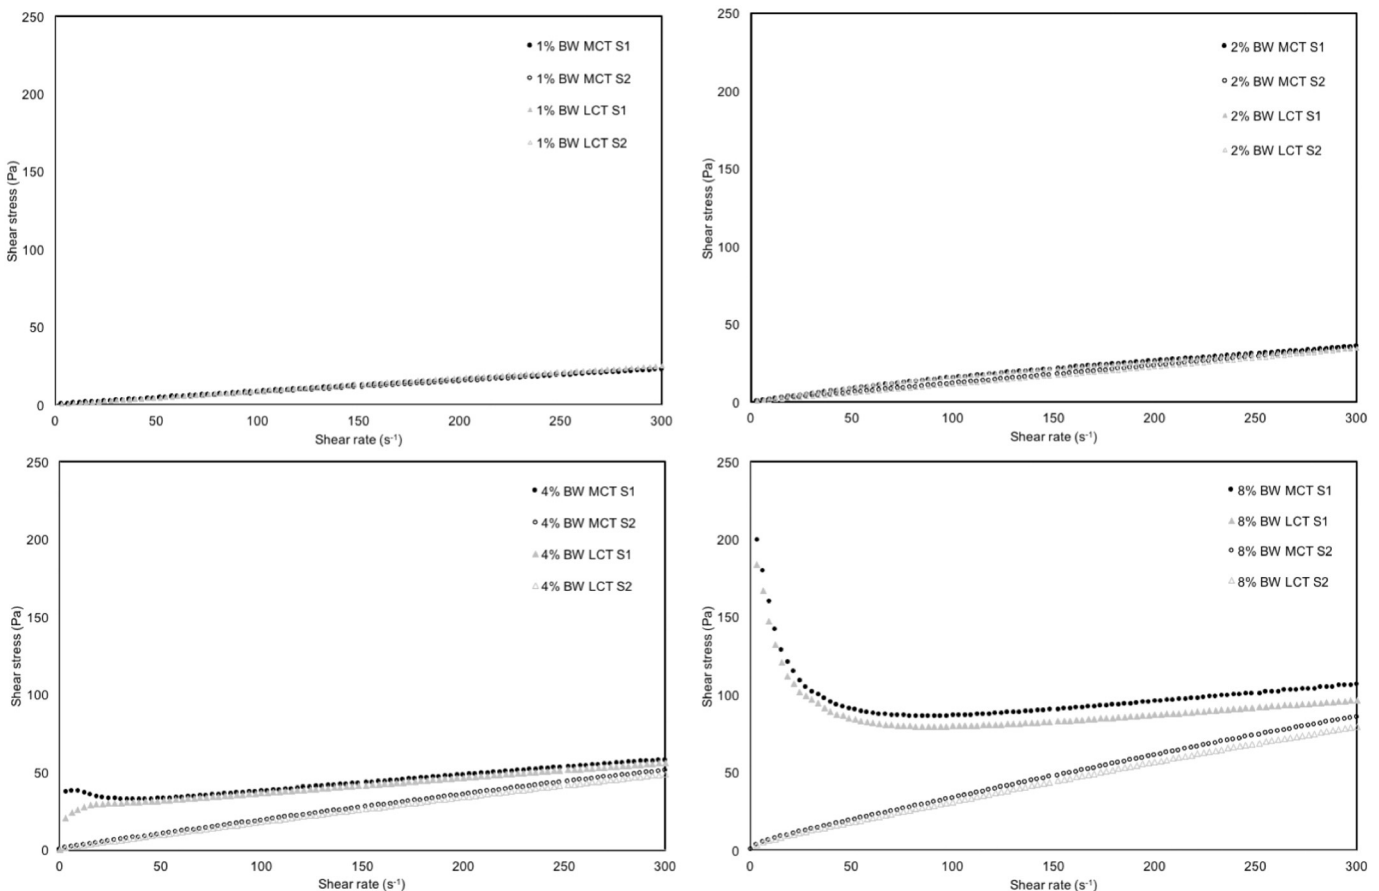 250
200
150
100
50
0
Shear stress (Pa)
1% BW MCT S1
1% BW MCT S2
1% BW LCT S1
1% BW LCT S2
0 50 100 150 200 250 300
Shear rate (s⁻¹)
250
200
150
100
50
0
Shear stress (Pa)
2% BW MCT S1
2% BW MCT S2
2% BW LCT S1
2% BW LCT S2
0 50 100 150 200 250 300
Shear rate (s⁻¹)
250
200
150
100
50
0
Shear stress (Pa)
4% BW MCT S1
4% BW MCT S2
4% BW LCT S1
4% BW LCT S2
0 50 100 150 200 250 300
Shear rate (s⁻¹)
250
200
150
100
50
0
Shear stress (Pa)
8% BW MCT S1
8% BW LCT S1
8% BW MCT S2
8% BW LCT S2
0 50 100 150 200 250 300
Shear rate (s⁻¹)